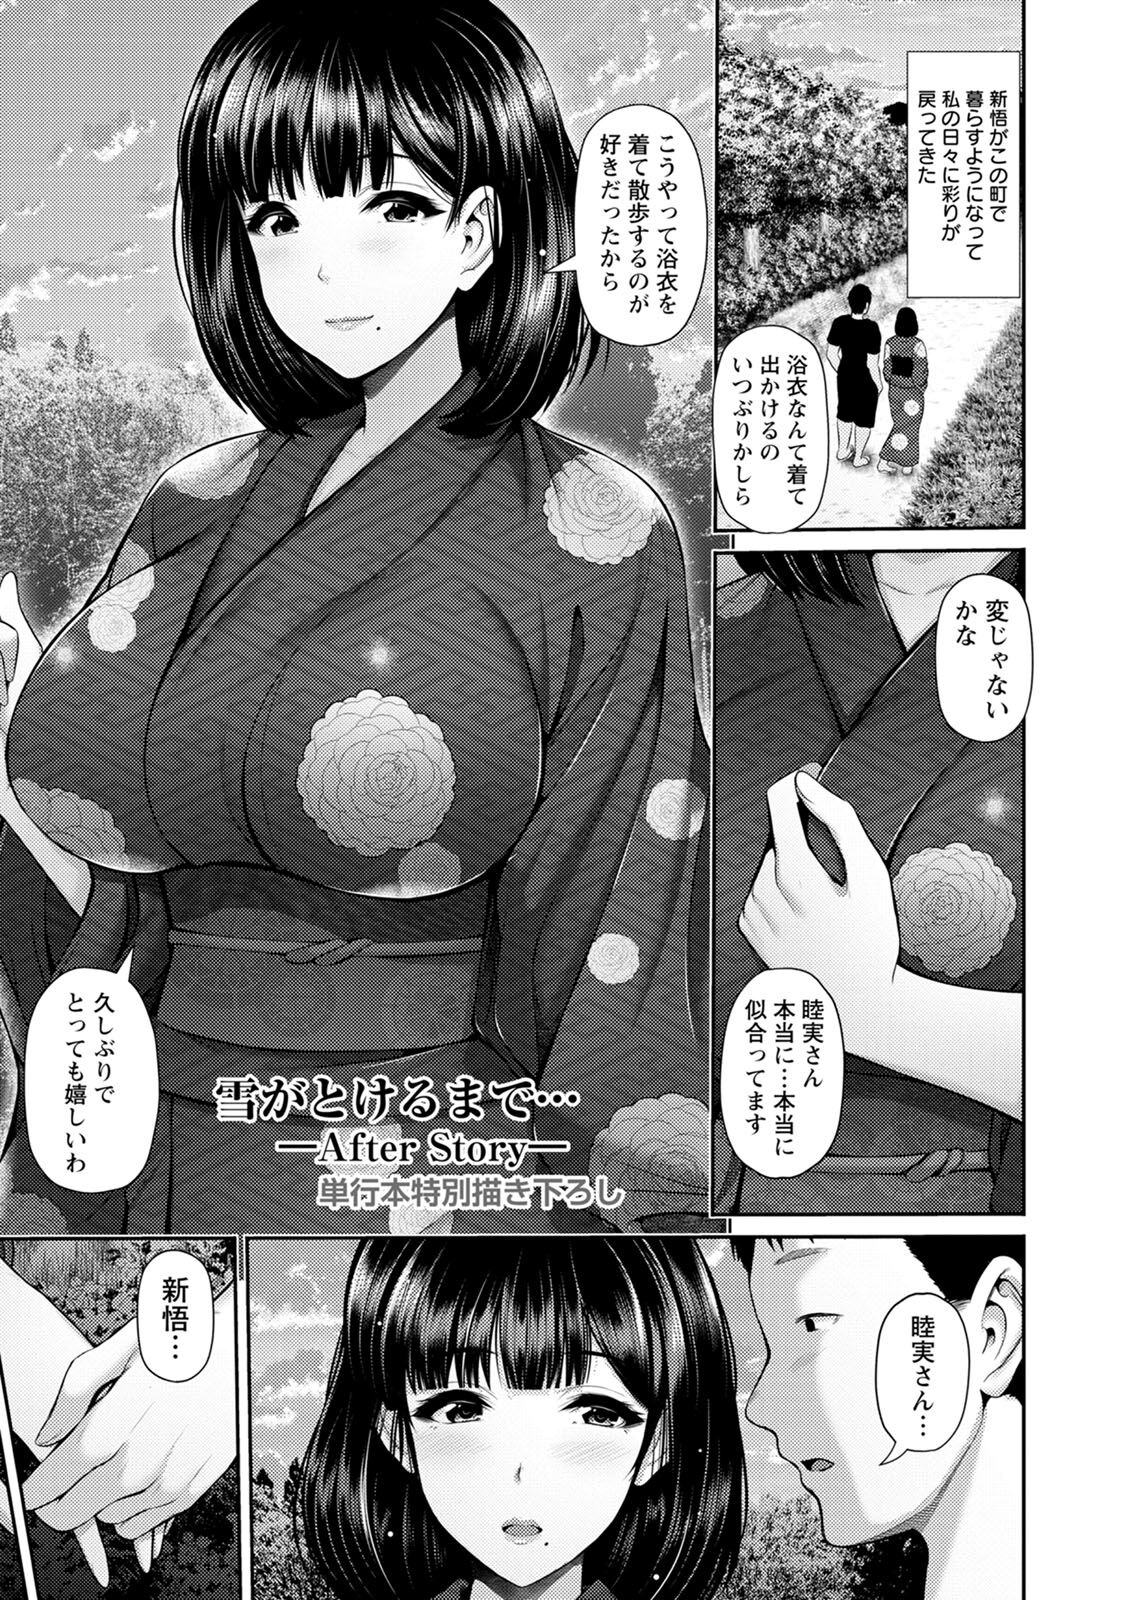 新悟がこの町で
暮らすようになって
私の日々に彩りが
戻ってきた
浴衣なんて着て
出かけるの
いつぶりかしら
こうやって浴衣を
着て散歩するのが
好きだったから
変じゃない
かな
睦実さん
本当に…本当に
似合ってます
久しぶりで
とっても嬉しいわ
雪がとけるまで…
―After Story―
単行本特別描き下ろし
睦実さん…
新悟…